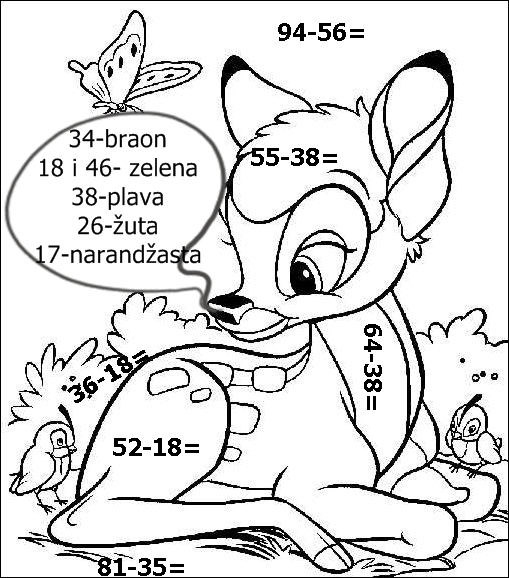 94-56=
34-braon
18 i 46- zelena
38-plava
26-žuta
17-narandžasta
55-38=
64-38=
36-18=
52-18=
81-35=